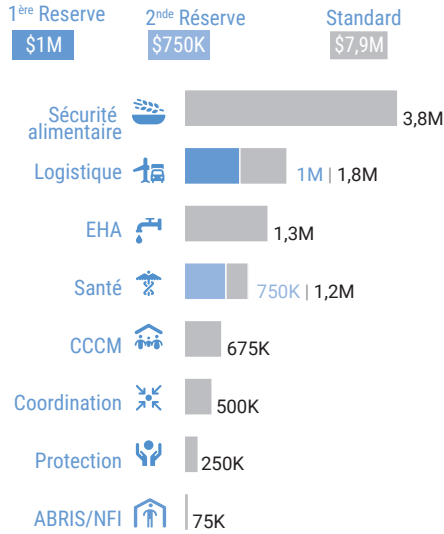 1ère Reserve
2nde Réserve
Standard
$1M
$750K
$7,9M
Sécurité
alimentaire
3,8M
Logistique
1M | 1,8M
EHA
1,3M
Santé
750K | 1,2M
CCCM
675K
Coordination
500K
Protection
250K
ABRIS/NFI
75K